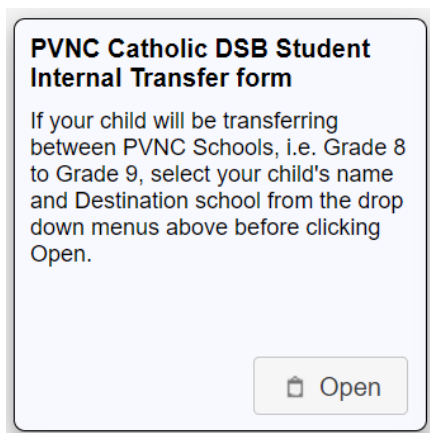 PVNC Catholic DSB Student
Internal Transfer form
If your child will be transferring
between PVNC Schools, i.e. Grade 8
to Grade 9, select your child's name
and Destination school from the drop
down menus above before clicking
Open.
Open